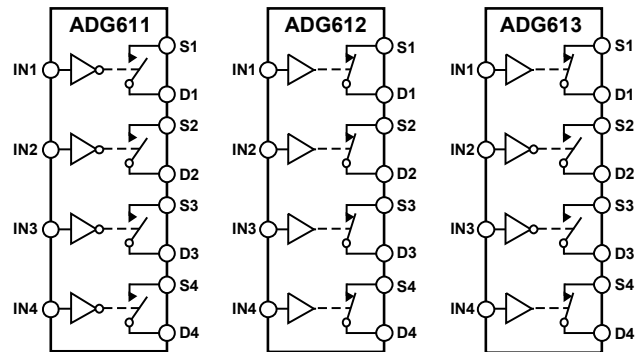 ADG611
IN1
S1
D1
IN2
S2
D2
IN3
S3
D3
IN4
S4
D4
ADG612
IN1
S1
D1
IN2
S2
D2
IN3
S3
D3
IN4
S4
D4
ADG613
IN1
S1
D1
IN2
S2
D2
IN3
S3
D3
IN4
S4
D4